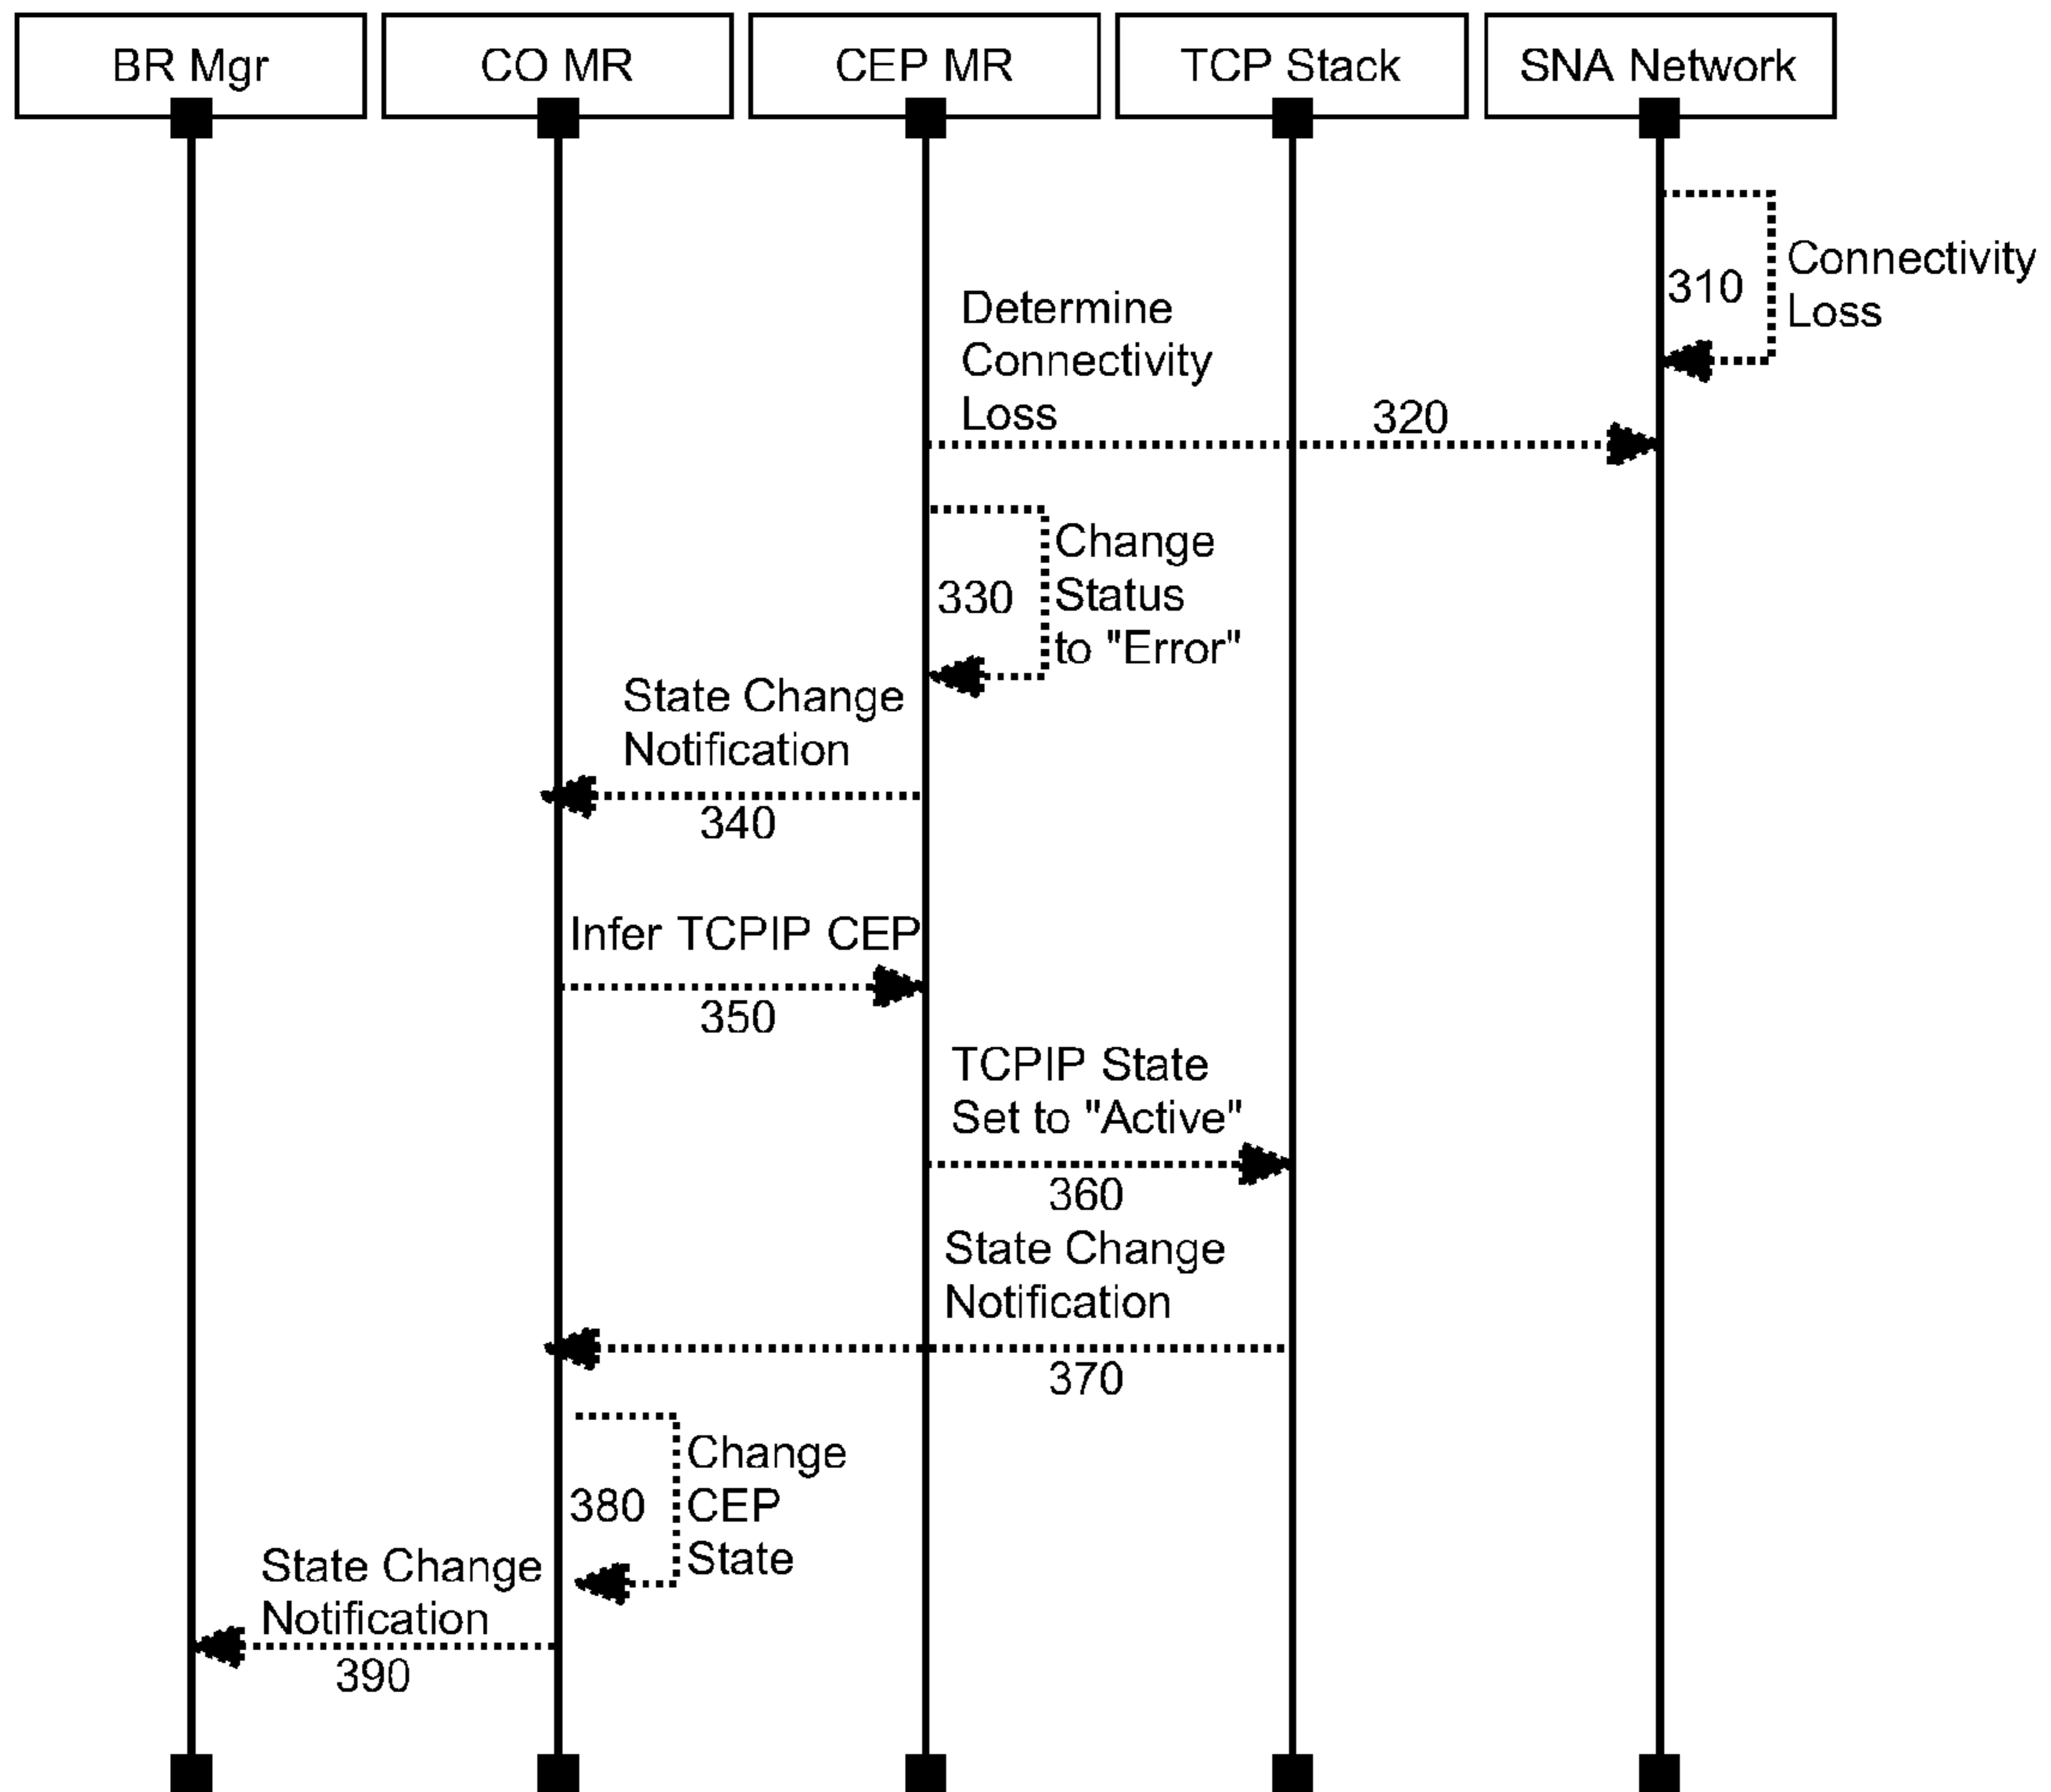 BR Mgr
CO MR
CEP MR
TCP Stack
SNA Network
Connectivity
Loss
310
Determine
Connectivity
Loss
320
Change
Status
to "Error"
330
State Change
Notification
340
Infer TCPIP CEP
350
TCPIP State
Set to "Active"
360
State Change
Notification
370
Change
CEP
State
380
State Change
Notification
390